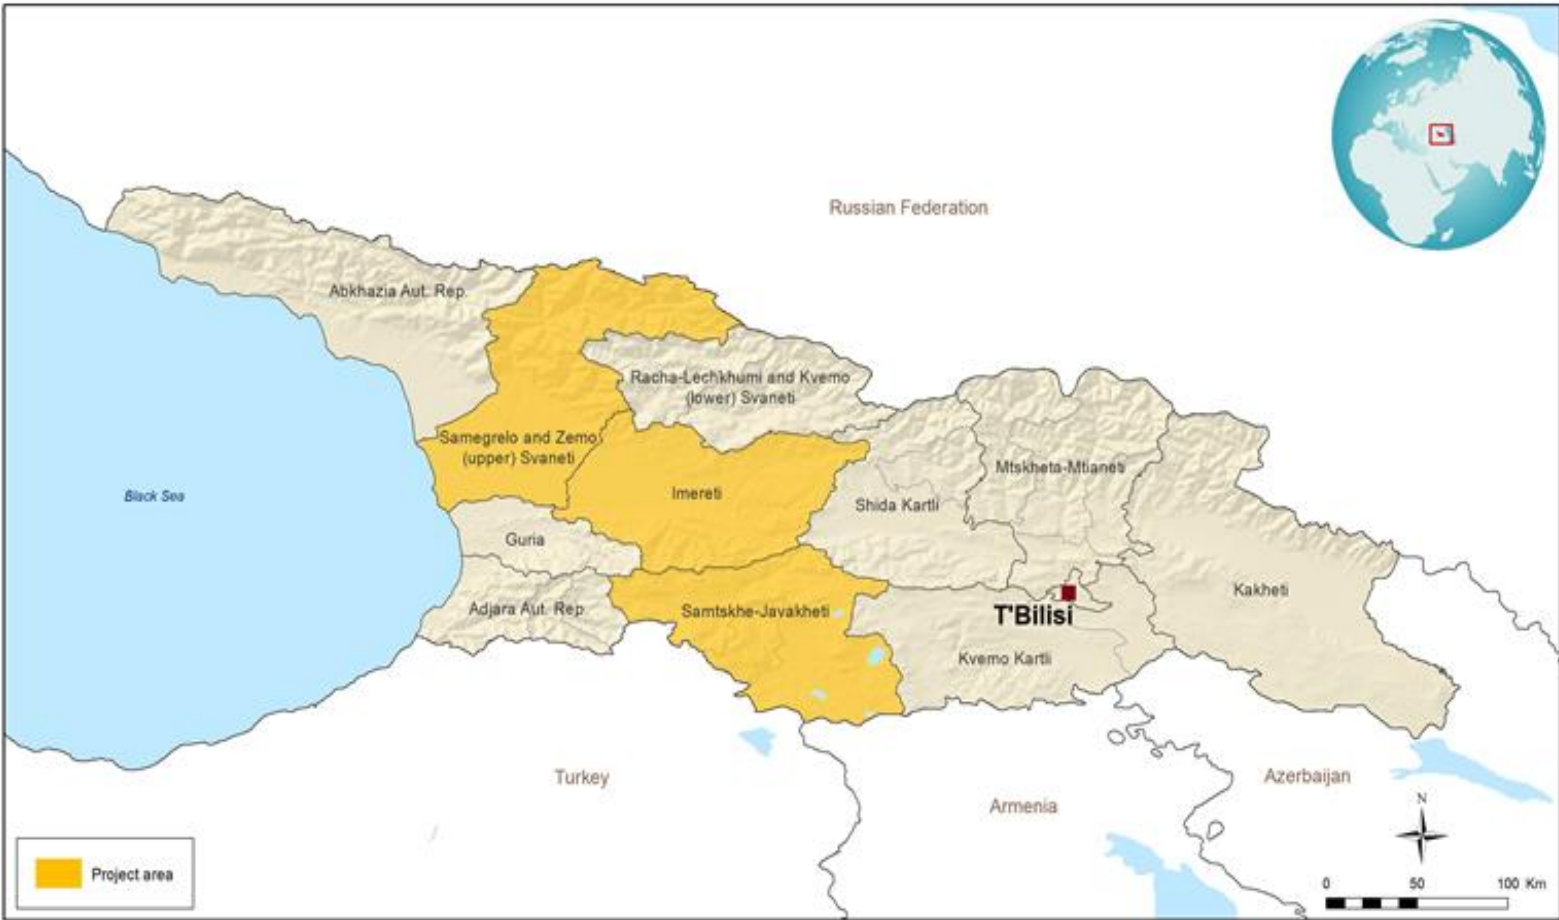 Russian Federation
Abkhazia Aut. Rep.
Racha-Lechkhumi and Kvemo
(lower) Svaneti
Samegrelo and Zemo
(upper) Svaneti
Mtskheta-Mtianeti
Imereti
Black Sea
Shida Kartli
Guria
Kakheti
Adjara Aut. Rep.
Samtskhe-Javakheti
T'Bilisi
Kvemo Kartli
Turkey
Azerbaijan
Armenia
N
Project area
0 50 100 Km